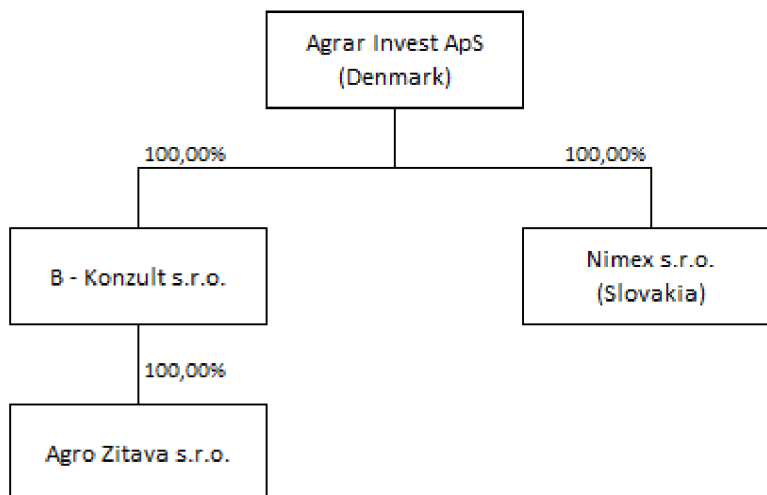 Agrar Invest ApS
(Denmark)
100,00%
100,00%
B - Konzult s.r.o.
Nimex s.r.o.
(Slovakia)
100,00%
Agro Zitava s.r.o.